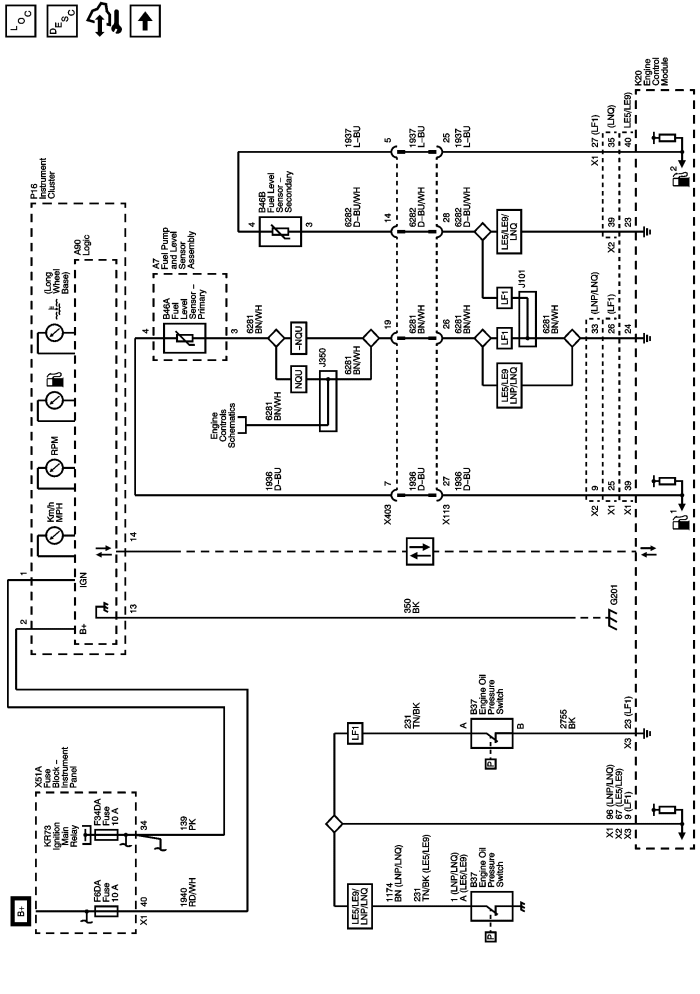 LOC
DESC
B+
X51A
Fuse
Block –
Instrument
Panel
KR73
Ignition
Main
Relay
F34DA
Fuse
10 A
F6DA
Fuse
10 A
40
X1
34
1940
RD/WH
139
PK
P16
Instrument
Cluster
A90
Logic
2
1
B+
IGN
Km/h
MPH
RPM
(Long
Wheel
Base)
13
14
350
BK
G201
A7
Fuel Pump
and Level
Sensor
Assembly
B46A
Fuel
Level
Sensor –
Primary
4
3
B46B
Fuel Level
Sensor –
Secondary
4
3
6281
BN/WH
NQU
~NQU
J350
6281
BN/WH
6281
BN/WH
Engine
Controls
Schematics
1936
D–BU
6282
D–BU/WH
1937
L–BU
X403
7
19
14
5
1936
D–BU
6281
BN/WH
6282
D–BU/WH
1937
L–BU
X113
27
26
28
25
1936
D–BU
6281
BN/WH
6282
D–BU/WH
1937
L–BU
LE5/LE9
LNP/LNQ
LF1
LF1
J101
LE5/LE9/
LNQ
6281
BN/WH
X2
9
X1
25
X1
39
33
(LNP/LNQ)
26
(LF1)
24
X2
39
23
X1
27 (LF1)
35
(LNQ)
40
LE5/LE9)
K20
Engine
Control
Module
1
2
LE5/LE9/
LNP/LNQ
LF1
1174
BN (LNP/LNQ)
231
TN/BK (LE5/LE9)
1 (LNP/LNQ)
A (LE5/LE9)
B37
Engine Oil
Pressure
Switch
P
231
TN/BK
A
B37
Engine Oil
Pressure
Switch
P
B
2755
BK
X1
96 (LNP/LNQ)
X2
67 (LE5/LE9)
X3
9 (LF1)
X3
23 (LF1)